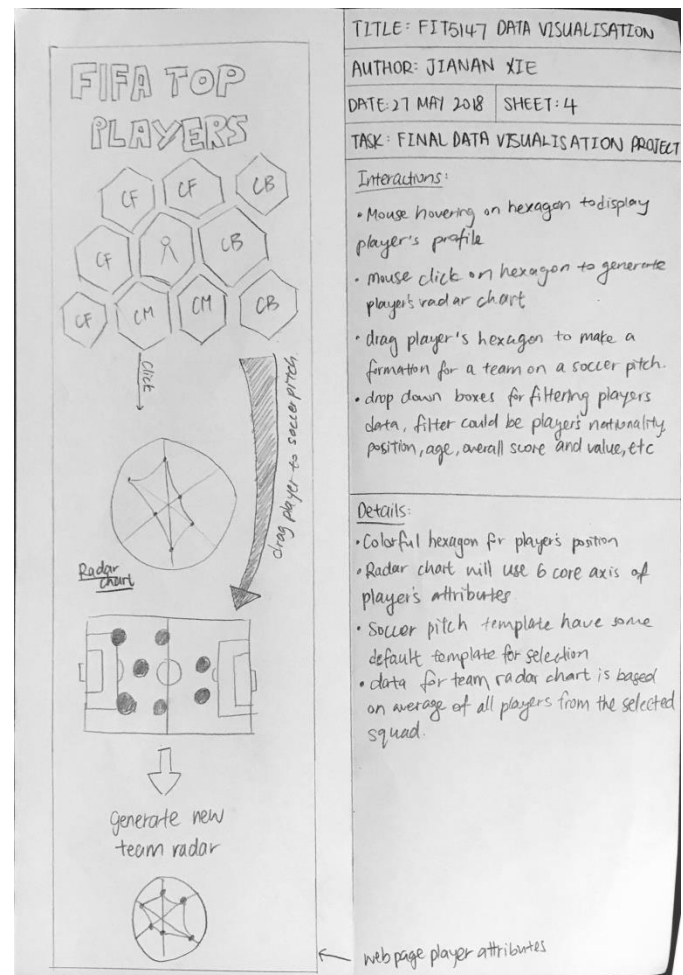 FIFA TOP
PLAYERS
CF
CF
CB
CF
CB
CF
CM
CM
CB
Click
drag player to soccer pitch
Radar
chart
generate new
team radar
TITLE: FIT5147 DATA VISUALISATION
AUTHOR: JIANAN XIE
DATE: 27 MAY 2018
SHEET: 4
TASK: FINAL DATA VISUALISATION PROJECT
Interactions:
• Mouse hovering on hexagon to display
player's profile
• mouse click on hexagon to generate
player's radar chart
• drag player's hexagon to make a
formation for a team on a soccer pitch.
• drop down boxes for filtering players
data, filter could be player's nationality,
position, age, overall score and value, etc
Details:
• Colorful hexagon for player's position
• Radar chart will use 6 core axis of
player's attributes
• Soccer pitch template have some
default template for selection
• data for team radar chart is based
on average of all players from the selected
squad.
web page player attributes